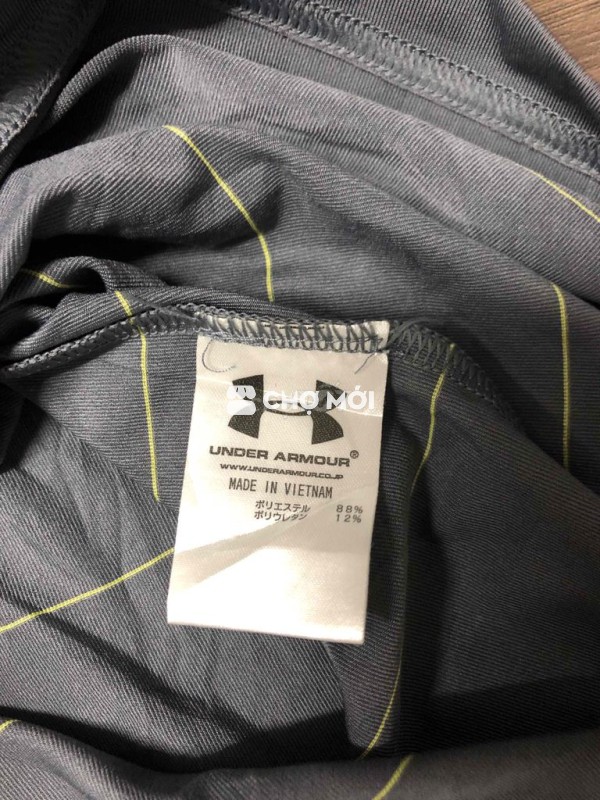 CHỢ MỚI
UNDER ARMOUR®
WWW.UNDERARMOUR.CO.JP
MADE IN VIETNAM
ポリエステル 88%
ポリウレタン 12%